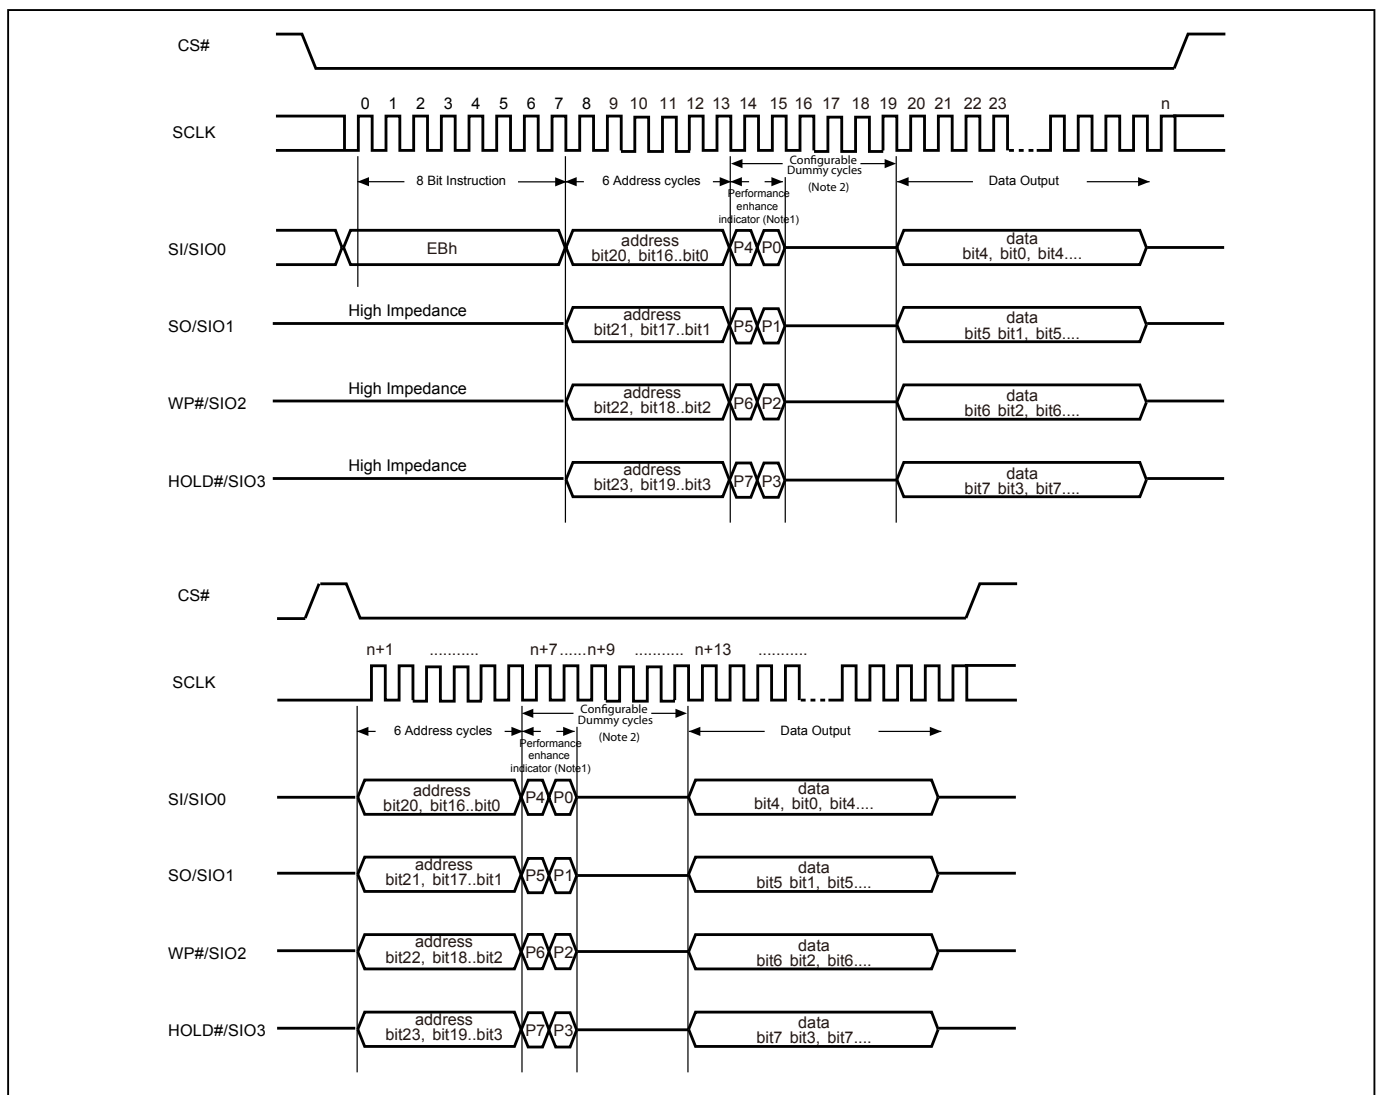 CS#
0 1 2 3 4 5 6 7 8 9 10 11 12 13 14 15 16 17 18 19 20 21 22 23 n
SCLK
Configurable
Dummy cycles
(Note 2)
8 Bit Instruction
6 Address cycles
Data Output
Performance
enhance
indicator (Note1)
SI/SIO0
EBh
address
bit20, bit16..bit0
P4 P0
data
bit4, bit0, bit4....
SO/SIO1
High Impedance
address
bit21, bit17..bit1
P5 P1
data
bit5 bit1, bit5....
WP#/SIO2
High Impedance
address
bit22, bit18..bit2
P6 P2
data
bit6 bit2, bit6....
HOLD#/SIO3
High Impedance
address
bit23, bit19..bit3
P7 P3
data
bit7 bit3, bit7....
CS#
n+1 ........... n+7......n+9 ........... n+13 ...........
SCLK
Configurable
Dummy cycles
(Note 2)
6 Address cycles
Data Output
Performance
enhance
indicator (Note1)
SI/SIO0
address
bit20, bit16..bit0
P4 P0
data
bit4, bit0, bit4....
SO/SIO1
address
bit21, bit17..bit1
P5 P1
data
bit5 bit1, bit5....
WP#/SIO2
address
bit22, bit18..bit2
P6 P2
data
bit6 bit2, bit6....
HOLD#/SIO3
address
bit23, bit19..bit3
P7 P3
data
bit7 bit3, bit7....